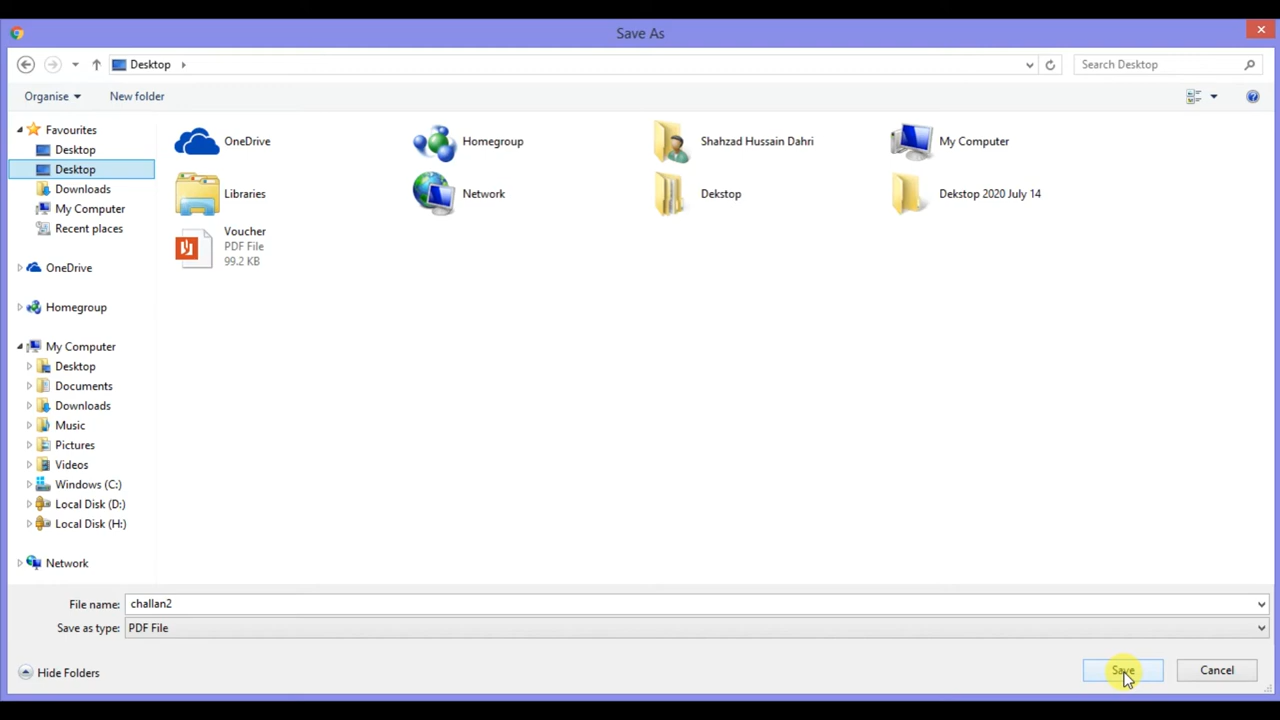 Save As
Desktop
Search Desktop
Organise
New folder
Favourites
Desktop
Desktop
Downloads
My Computer
Recent places
OneDrive
Homegroup
My Computer
Desktop
Documents
Downloads
Music
Pictures
Videos
Windows (C:)
Local Disk (D:)
Local Disk (H:)
Network
OneDrive
Homegroup
Shahzad Hussain Dahri
My Computer
Libraries
Network
Dekstop
Dekstop 2020 July 14
Voucher
PDF File
99.2 KB
File name: challan2
Save as type: PDF File
Hide Folders
Save
Cancel